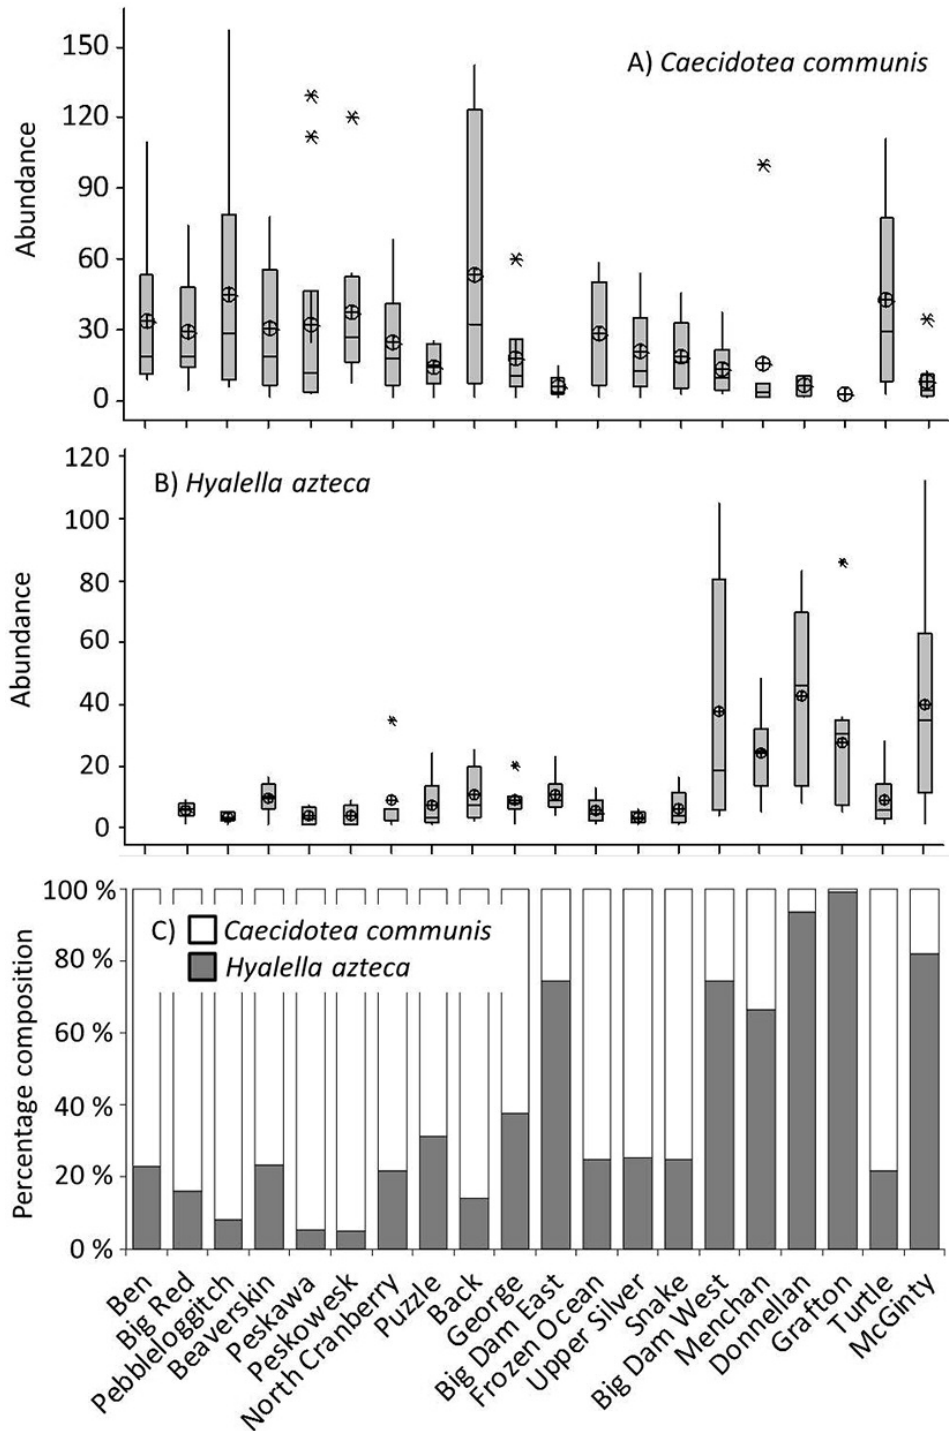 A) Caecidotea communis
Abundance
150
120
90
60
30
0
B) Hyalella azteca
Abundance
120
100
80
60
40
20
0
C) Caecidotea communis
Hyalella azteca
Percentage composition
100 %
80 %
60 %
40 %
20 %
0 %
Ben
Big Red
Pebbleloggitch
Beaverskin
Peskawa
Peskowesk
North Cranberry
Puzzle
Back
George
Big Dam East
Frozen Ocean
Upper Silver
Snake
Big Dam West
Menchan
Donnellan
Grafton
Turtle
McGinty